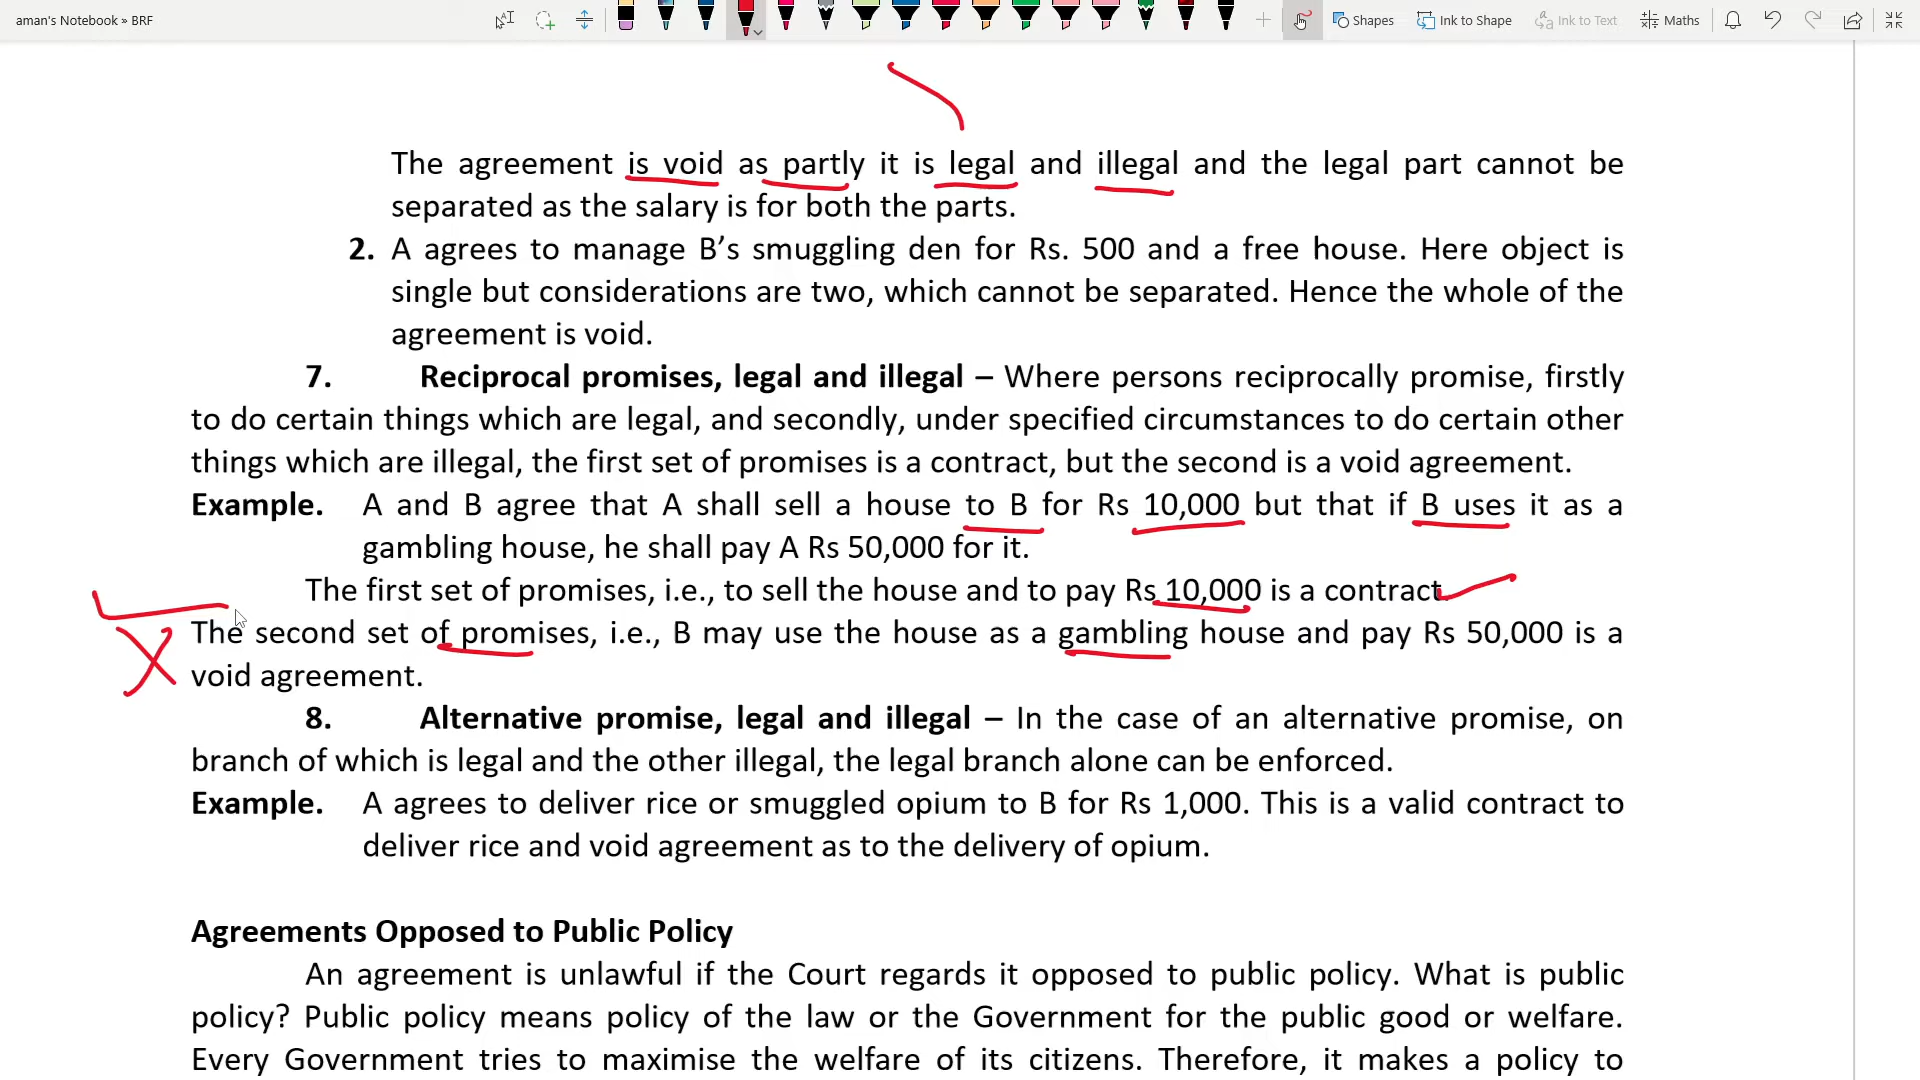 aman's Notebook » BRF
Shapes
Ink to Shape
Ink to Text
Maths
The agreement is void as partly it is legal and illegal and the legal part cannot be
separated as the salary is for both the parts.
2. A agrees to manage B’s smuggling den for Rs. 500 and a free house. Here object is
single but considerations are two, which cannot be separated. Hence the whole of the
agreement is void.
7. Reciprocal promises, legal and illegal – Where persons reciprocally promise, firstly
to do certain things which are legal, and secondly, under specified circumstances to do certain other
things which are illegal, the first set of promises is a contract, but the second is a void agreement.
Example. A and B agree that A shall sell a house to B for Rs 10,000 but that if B uses it as a
gambling house, he shall pay A Rs 50,000 for it.
The first set of promises, i.e., to sell the house and to pay Rs 10,000 is a contract.
The second set of promises, i.e., B may use the house as a gambling house and pay Rs 50,000 is a
void agreement.
8. Alternative promise, legal and illegal – In the case of an alternative promise, on
branch of which is legal and the other illegal, the legal branch alone can be enforced.
Example. A agrees to deliver rice or smuggled opium to B for Rs 1,000. This is a valid contract to
deliver rice and void agreement as to the delivery of opium.
Agreements Opposed to Public Policy
An agreement is unlawful if the Court regards it opposed to public policy. What is public
policy? Public policy means policy of the law or the Government for the public good or welfare.
Every Government tries to maximise the welfare of its citizens. Therefore, it makes a policy to